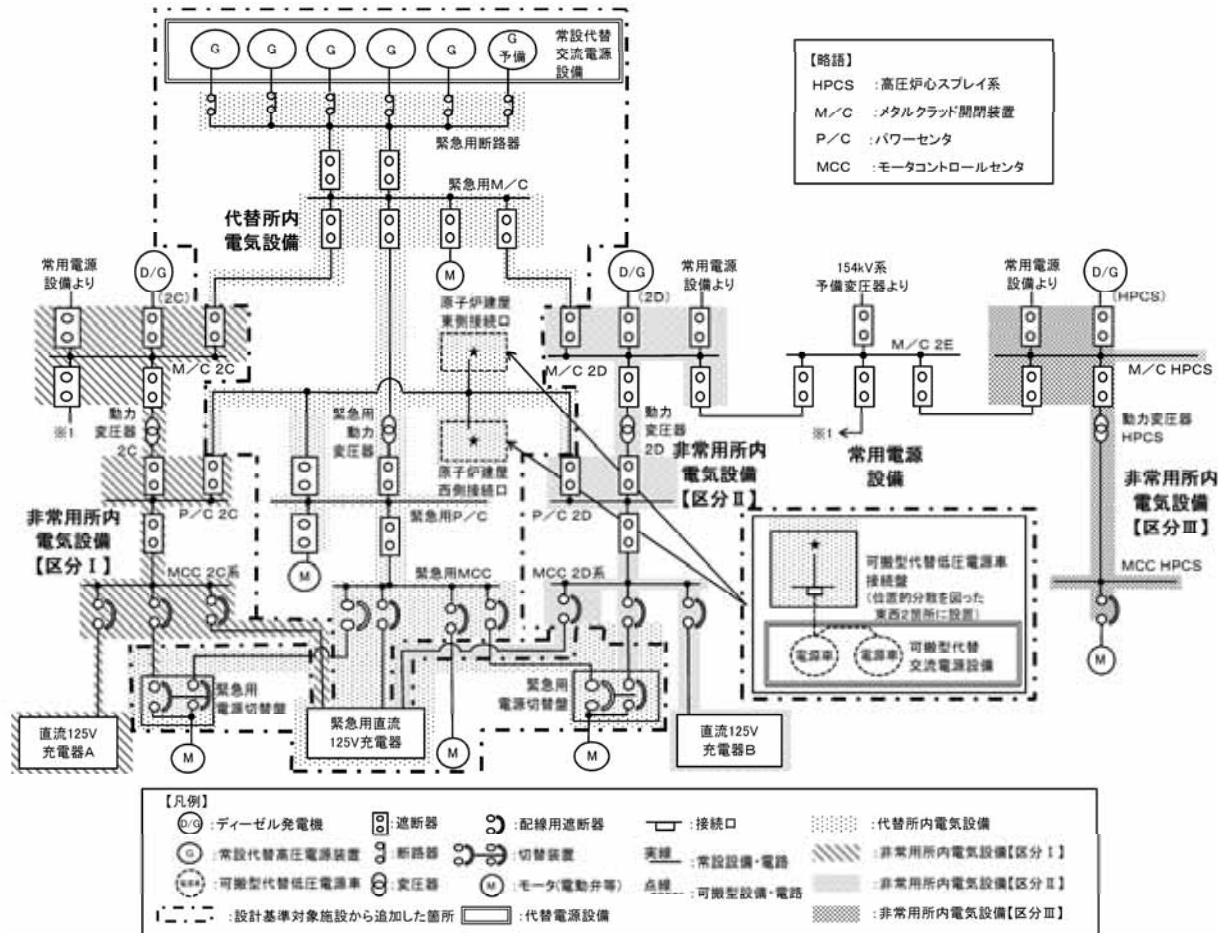 G
G
G
G
G
G
予備
常設代替
交流電源
設備
緊急用断路器
緊急用M/C
代替所内
電気設備
【略語】
HPCS :高圧炉心スプレイ系
M/C :メタルクラッド開閉装置
P/C :パワーセンタ
MCC :モータコントロールセンタ
常用電源
設備より
D/G
(2C)
M
原子炉建屋
東側接続口
★
D/G
(2D)
常用電源
設備より
154kV系
予備変圧器より
常用電源
設備より
D/G
(HPCS)
M/C 2C
M/C 2D
M/C 2E
M/C HPCS
※1
動力
変圧器
2C
緊急用
動力
変圧器
★
原子炉建屋
西側接続口
動力
変圧器
2D
非常用所内
電気設備
【区分Ⅱ】
※1
常用電源
設備
動力変圧器
HPCS
非常用所内
電気設備
【区分Ⅲ】
非常用所内
電気設備
【区分Ⅰ】
P/C 2C
緊急用P/C
P/C 2D
M
MCC 2C系
緊急用MCC
MCC 2D系
MCC HPCS
★
可搬型代替低圧電源車
接続盤
(位置的分散を図った
東西2箇所に設置)
電源車
電源車
可搬型代替
交流電源設備
M
緊急用
電源切替盤
緊急用
電源切替盤
直流125V
充電器A
M
緊急用直流
125V充電器
M
M
直流125V
充電器B
【凡例】
D/G :ディーゼル発電機
:遮断器
:配線用遮断器
:接続口
:代替所内電気設備
G :常設代替高圧電源装置
:断路器
:切替装置
実線 :常設設備・電路
:非常用所内電気設備【区分Ⅰ】
電源車 :可搬型代替低圧電源車
:変圧器
M :モータ(電動弁等)
点線 :可搬型設備・電路
:非常用所内電気設備【区分Ⅱ】
:設計基準対象施設から追加した箇所
:代替電源設備
:非常用所内電気設備【区分Ⅲ】